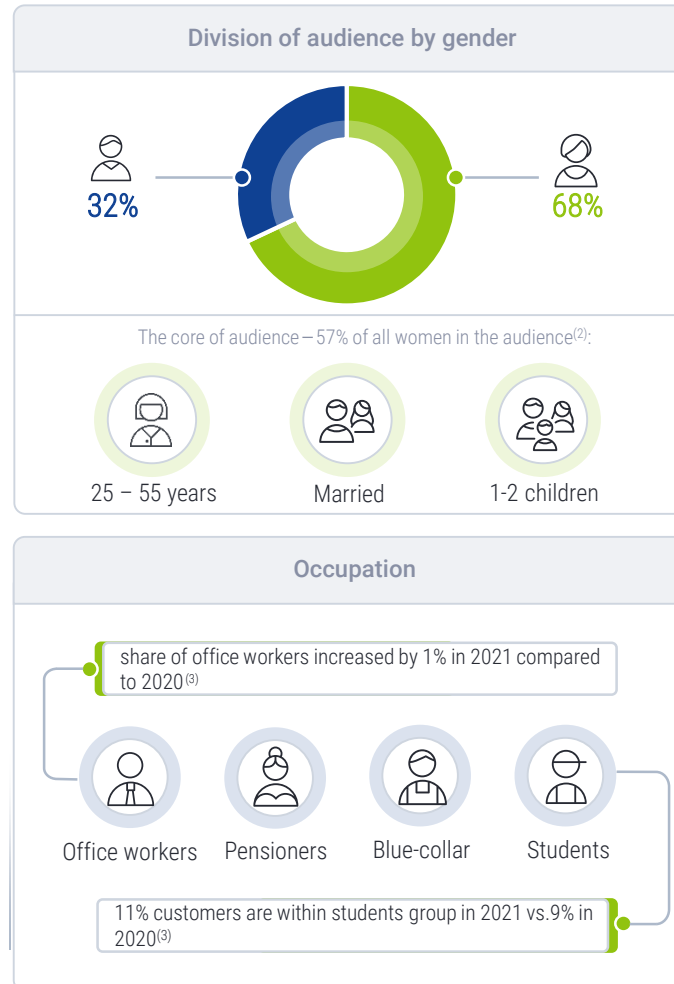 Division of audience by gender
32%
68%
The core of audience – 57% of all women in the audience(2):
25 – 55 years
Married
1-2 children
Occupation
share of office workers increased by 1% in 2021 compared
to 2020(3)
Office workers
Pensioners
Blue-collar
Students
11% customers are within students group in 2021 vs.9% in
2020(3)